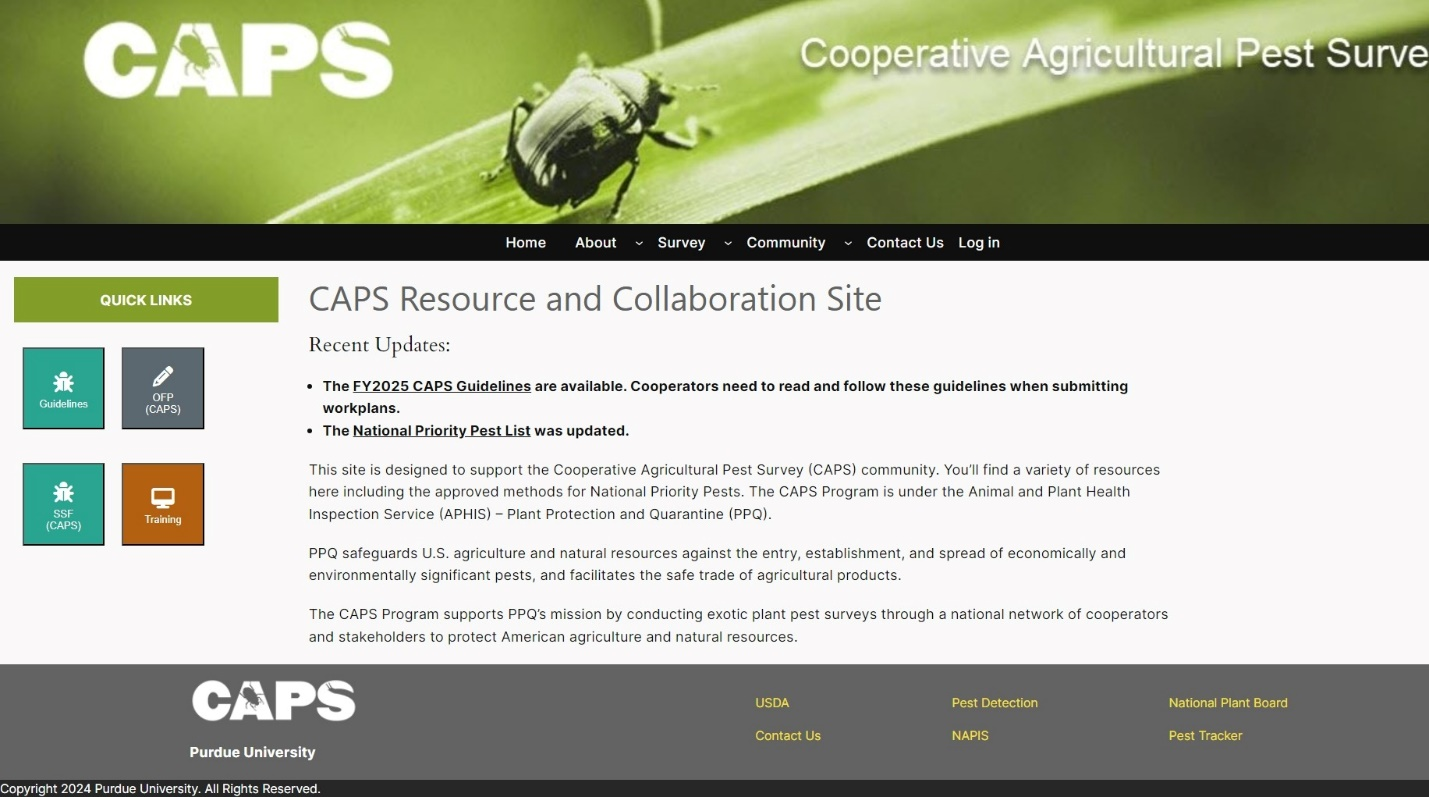 CAPS
Cooperative Agricultural Pest Surve
Home About Survey Community Contact Us Log in
QUICK LINKS
Guidelines
OFP
(CAPS)
SSF
(CAPS)
Training
CAPS Resource and Collaboration Site
Recent Updates:
• The FY2025 CAPS Guidelines are available. Cooperators need to read and follow these guidelines when submitting
workplans.
• The National Priority Pest List was updated.
This site is designed to support the Cooperative Agricultural Pest Survey (CAPS) community. You’ll find a variety of resources
here including the approved methods for National Priority Pests. The CAPS Program is under the Animal and Plant Health
Inspection Service (APHIS) – Plant Protection and Quarantine (PPQ).
PPQ safeguards U.S. agriculture and natural resources against the entry, establishment, and spread of economically and
environmentally significant pests, and facilitates the safe trade of agricultural products.
The CAPS Program supports PPQ’s mission by conducting exotic plant pest surveys through a national network of cooperators
and stakeholders to protect American agriculture and natural resources.
CAPS
Purdue University
USDA Pest Detection National Plant Board
Contact Us NAPIS Pest Tracker
Copyright 2024 Purdue University. All Rights Reserved.